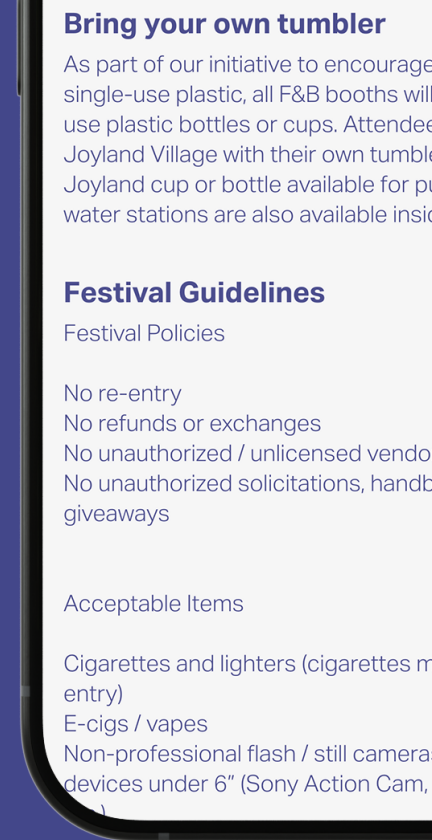 Bring your own tumbler
As part of our initiative to encourage
single-use plastic, all F&B booths will
use plastic bottles or cups. Attendee
Joyland Village with their own tumble
Joyland cup or bottle available for pu
water stations are also available insid
Festival Guidelines
Festival Policies
No re-entry
No refunds or exchanges
No unauthorized / unlicensed vendo
No unauthorized solicitations, handb
giveaways
Acceptable Items
Cigarettes and lighters (cigarettes m
entry)
E-cigs / vapes
Non-professional flash / still camera
devices under 6” (Sony Action Cam,